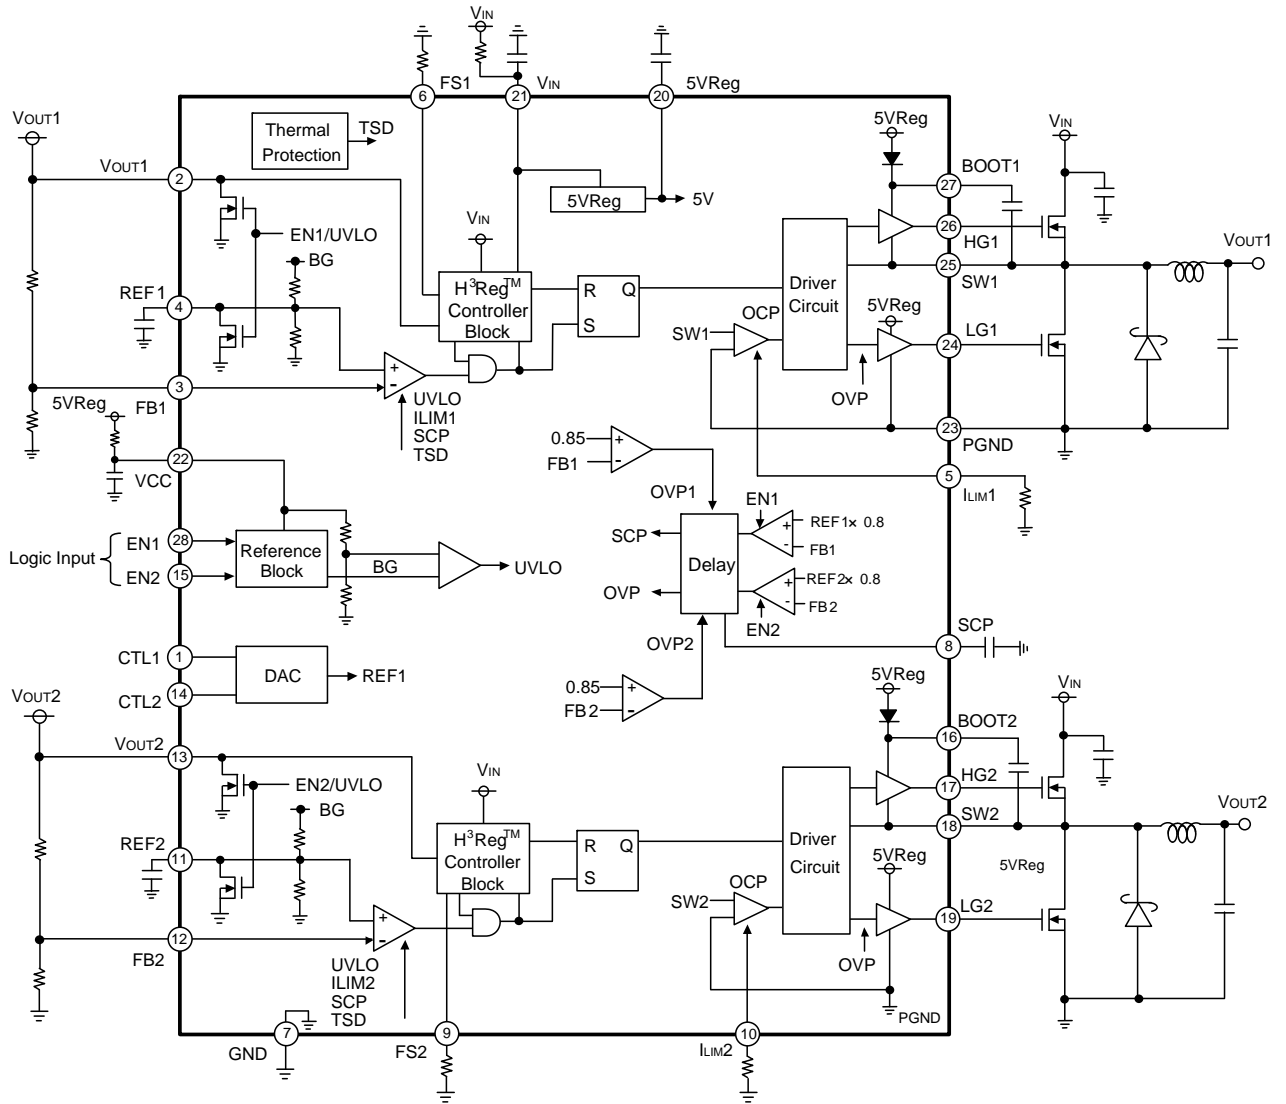 VIN
FS1
VIN
5VReg
6
21
20
VOUT1
Thermal
Protection
TSD
5VReg
VIN
VOUT1
2
BOOT1
27
5VReg
5V
VIN
EN1/UVLO
BG
26
HG1
VOUT1
25
SW1
REF1
4
H³Reg™
Controller
Block
R
Q
S
Driver
Circuit
5VReg
OCP
SW1
LG1
24
3
FB1
+
-
UVLO
ILIM1
SCP
TSD
OVP
5VReg
23
PGND
22
VCC
0.85
+
FB1
-
5
ILIM1
OVP1
EN1
Logic Input
EN1
28
EN2
15
Reference
Block
BG
UVLO
SCP
OVP
Delay
+
REF1× 0.8
-
FB1
+
REF2× 0.8
-
FB2
EN2
OVP2
SCP
8
CTL1
1
CTL2
14
DAC
REF1
0.85
+
FB2
-
5VReg
VIN
VOUT2
VOUT2
13
BOOT2
16
EN2/UVLO
BG
VIN
HG2
17
VOUT2
SW2
18
REF2
11
H³Reg™
Controller
Block
R
Q
S
Driver
Circuit
5VReg
5VReg
OCP
SW2
LG2
19
12
FB2
+
-
UVLO
ILIM2
SCP
TSD
OVP
PGND
7
GND
9
FS2
10
ILIM2